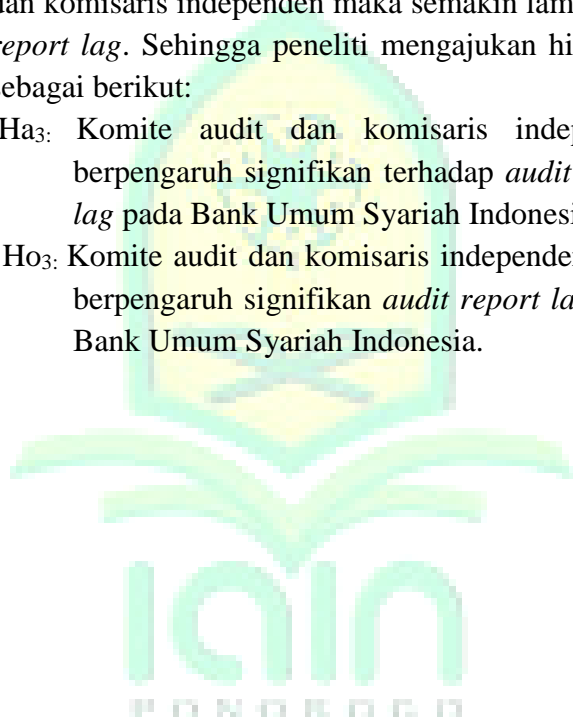 dan komisaris independen maka semakin lam
report lag. Sehingga peneliti mengajukan hi
sebagai berikut:
Ha3: Komite audit dan komisaris indep
berpengaruh signifikan terhadap audit
lag pada Bank Umum Syariah Indonesi
Ho3: Komite audit dan komisaris independe
berpengaruh signifikan audit report la
Bank Umum Syariah Indonesia.
iain
PONOROGO